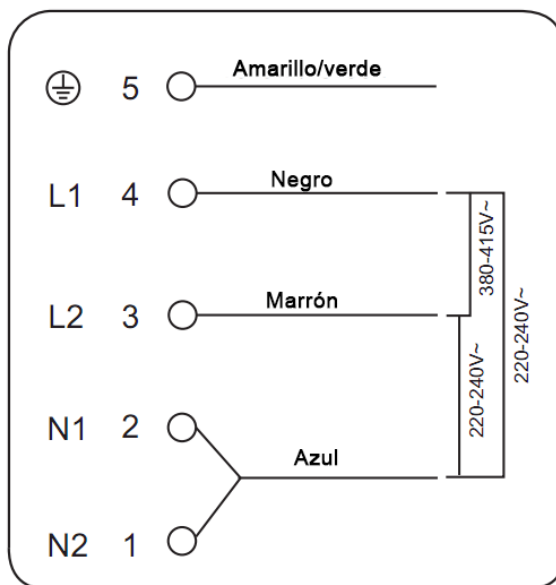 5 Amarillo/verde
L1 4 Negro
380-415V~
220-240V~
L2 3 Marrón
220-240V~
N1 2
Azul
N2 1